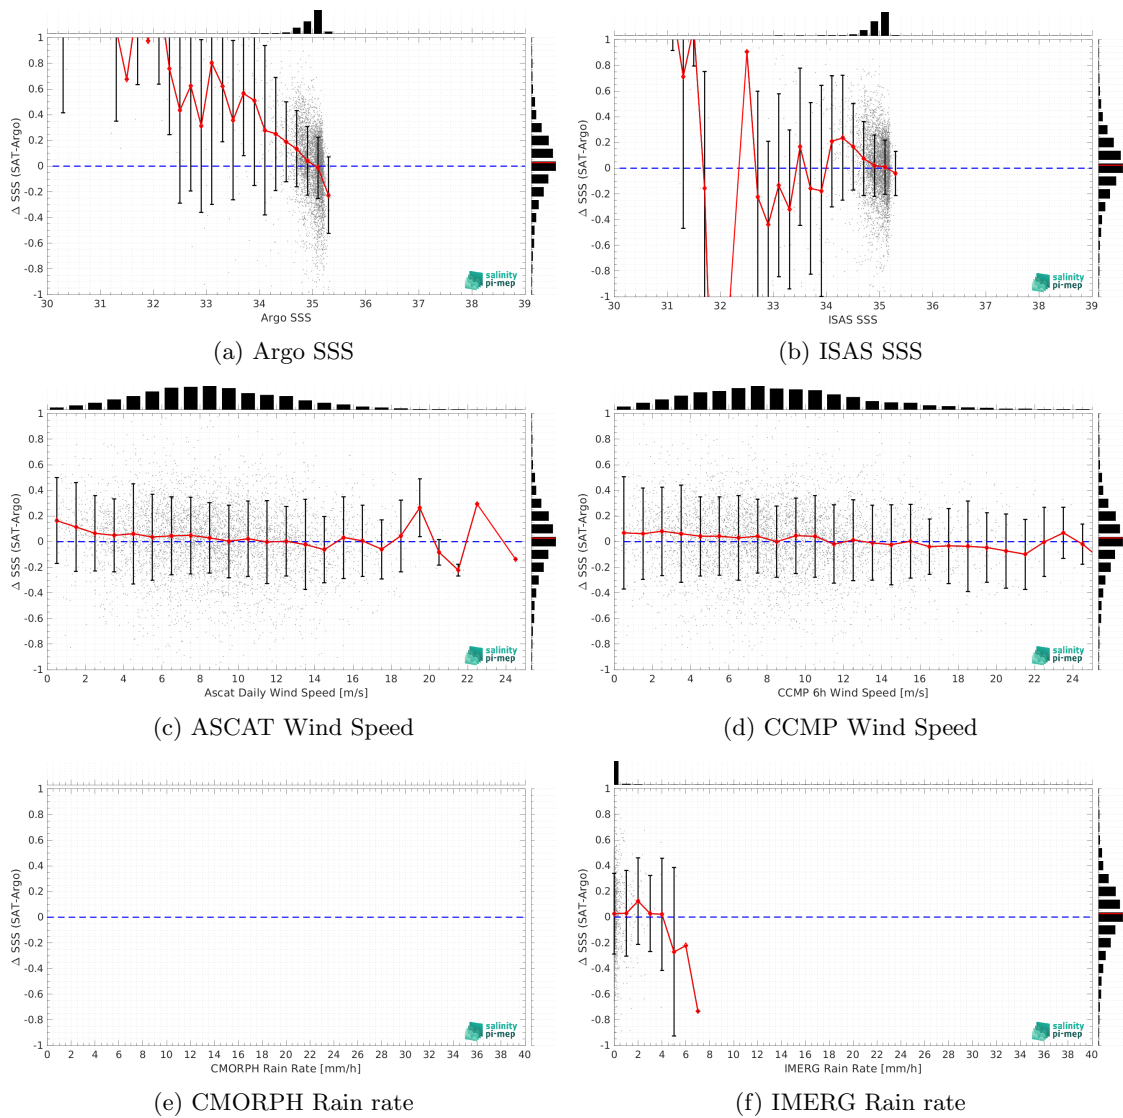 1
0.8
0.6
0.4
0.2
0
-0.2
-0.4
-0.6
-0.8
-1
Δ SSS (SAT-Argo)
30 31 32 33 34 35 36 37 38 39
Argo SSS
salinity
pi-mep
(a) Argo SSS
1
0.8
0.6
0.4
0.2
0
-0.2
-0.4
-0.6
-0.8
-1
Δ SSS (SAT-Argo)
30 31 32 33 34 35 36 37 38 39
ISAS SSS
salinity
pi-mep
(b) ISAS SSS
1
0.8
0.6
0.4
0.2
0
-0.2
-0.4
-0.6
-0.8
-1
Δ SSS (SAT-Argo)
0 2 4 6 8 10 12 14 16 18 20 22 24
Ascat Daily Wind Speed [m/s]
salinity
pi-mep
(c) ASCAT Wind Speed
1
0.8
0.6
0.4
0.2
0
-0.2
-0.4
-0.6
-0.8
-1
Δ SSS (SAT-Argo)
0 2 4 6 8 10 12 14 16 18 20 22 24
CCMP 6h Wind Speed [m/s]
salinity
pi-mep
(d) CCMP Wind Speed
1
0.8
0.6
0.4
0.2
0
-0.2
-0.4
-0.6
-0.8
-1
Δ SSS (SAT-Argo)
0 2 4 6 8 10 12 14 16 18 20 22 24 26 28 30 32 34 36 38 40
CMORPH Rain Rate [mm/h]
salinity
pi-mep
(e) CMORPH Rain rate
1
0.8
0.6
0.4
0.2
0
-0.2
-0.4
-0.6
-0.8
-1
Δ SSS (SAT-Argo)
0 2 4 6 8 10 12 14 16 18 20 22 24 26 28 30 32 34 36 38 40
IMERG Rain Rate [mm/h]
salinity
pi-mep
(f) IMERG Rain rate